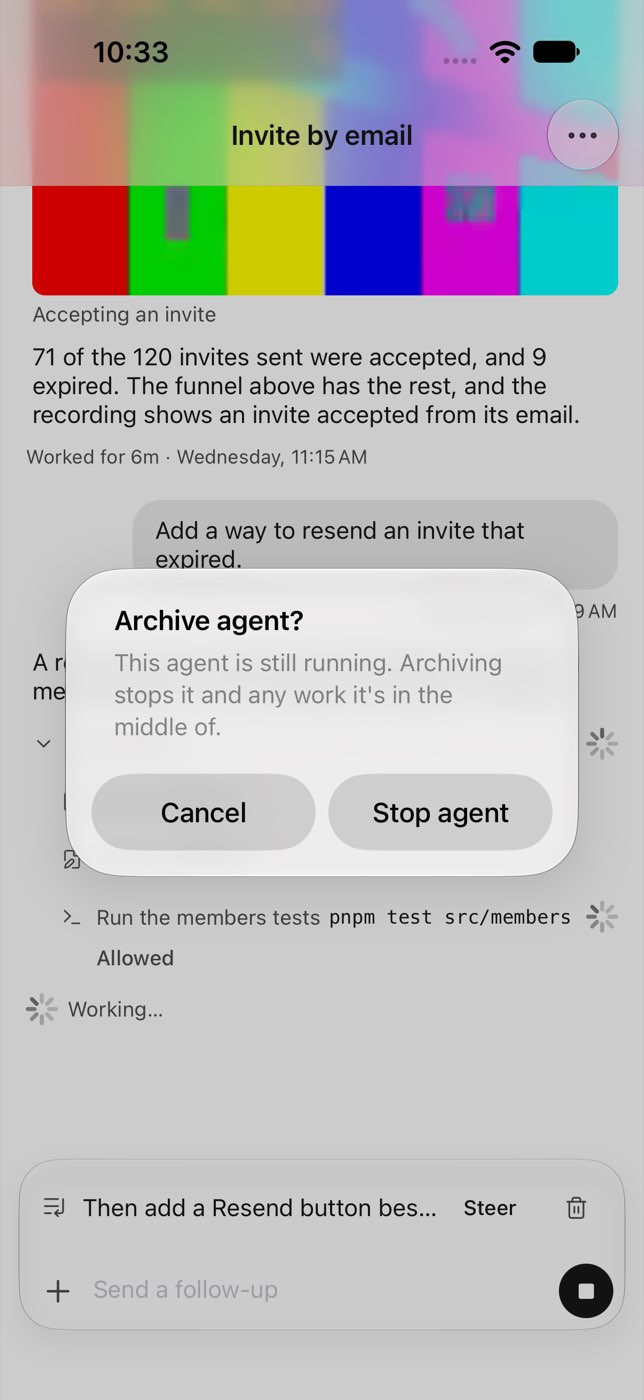 10:33
Invite by email
Accepting an invite
71 of the 120 invites sent were accepted, and 9
expired. The funnel above has the rest, and the
recording shows an invite accepted from its email.
Worked for 6m · Wednesday, 11:15 AM
Add a way to resend an invite that
expired.
9 AM
A
me
Archive agent?
This agent is still running. Archiving
stops it and any work it's in the
middle of.
Cancel
Stop agent
Run the members tests pnpm test src/members
Allowed
Working...
Then add a Resend button bes...
Steer
Send a follow-up